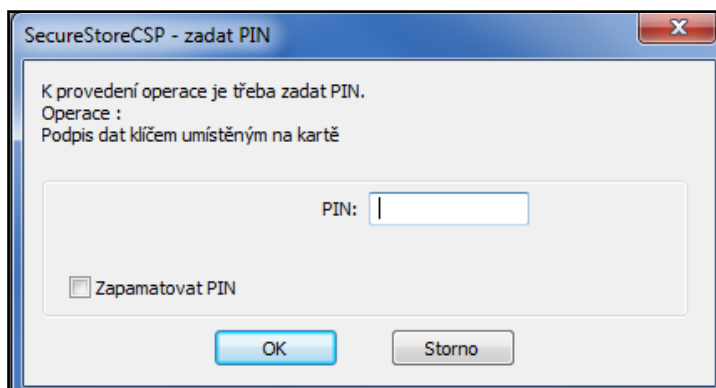 SecureStoreCSP - zadat PIN
K provedení operace je třeba zadat PIN.
Operace :
Podpis dat klíčem umístěným na kartě
PIN:
Zapamatovat PIN
OK
Storno